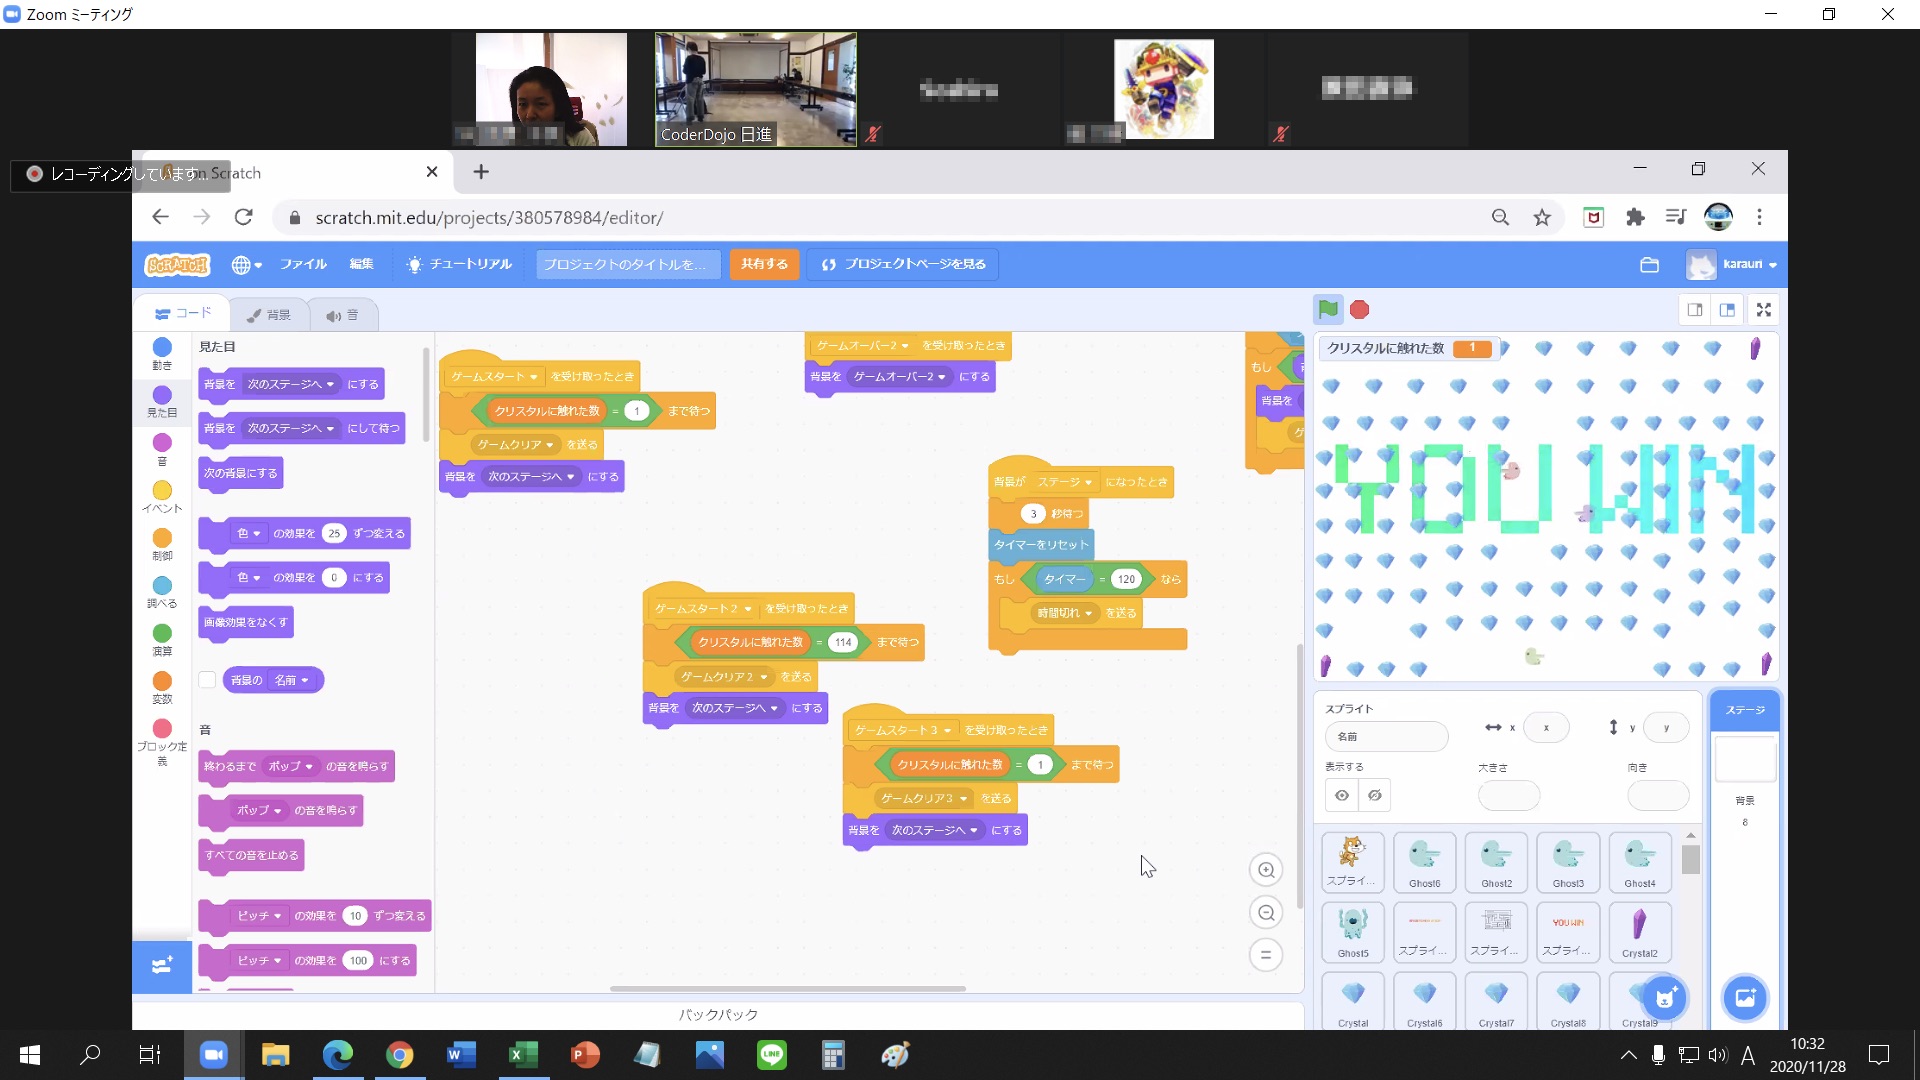 Zoom ミーティング
CoderDojo 日進
レコーディングしています...
on Scratch
scratch.mit.edu/projects/380578984/editor/
SCRATCH
ファイル
編集
チュートリアル
プロジェクトのタイトルを...
共有する
プロジェクトページを見る
karauri
コード
背景
音
動き
見た目
音
イベント
制御
調べる
演算
変数
ブロック定義
見た目
背景を 次のステージへ にする
背景を 次のステージへ にして待つ
次の背景にする
色 の効果を 25 ずつ変える
色 の効果を 0 にする
画像効果をなくす
背景の 名前
音
終わるまで ポップ の音を鳴らす
ポップ の音を鳴らす
すべての音を止める
ピッチ の効果を 10 ずつ変える
ピッチ の効果を 100 にする
ゲームスタート を受け取ったとき
クリスタルに触れた数 = 1 まで待つ
ゲームクリア を送る
背景を 次のステージへ にする
ゲームオーバー2 を受け取ったとき
背景を ゲームオーバー2 にする
もし
背景を
ゲ
背景が ステージ になったとき
3 秒待つ
タイマーをリセット
もし タイマー = 120 なら
時間切れ を送る
ゲームスタート2 を受け取ったとき
クリスタルに触れた数 = 114 まで待つ
ゲームクリア2 を送る
背景を 次のステージへ にする
ゲームスタート3 を受け取ったとき
クリスタルに触れた数 = 1 まで待つ
ゲームクリア3 を送る
背景を 次のステージへ にする
バックパック
クリスタルに触れた数 1
YOU WIN
スプライト
名前
x x
y y
表示する
大きさ
向き
ステージ
背景
8
スプライ...
Ghost6
Ghost2
Ghost3
Ghost4
Ghost5
スプライ...
スプライ...
YOU WIN
スプライ...
Crystal2
Crystal
Crystal6
Crystal7
Crystal8
Crystal9
LINE
A
10:32
2020/11/28